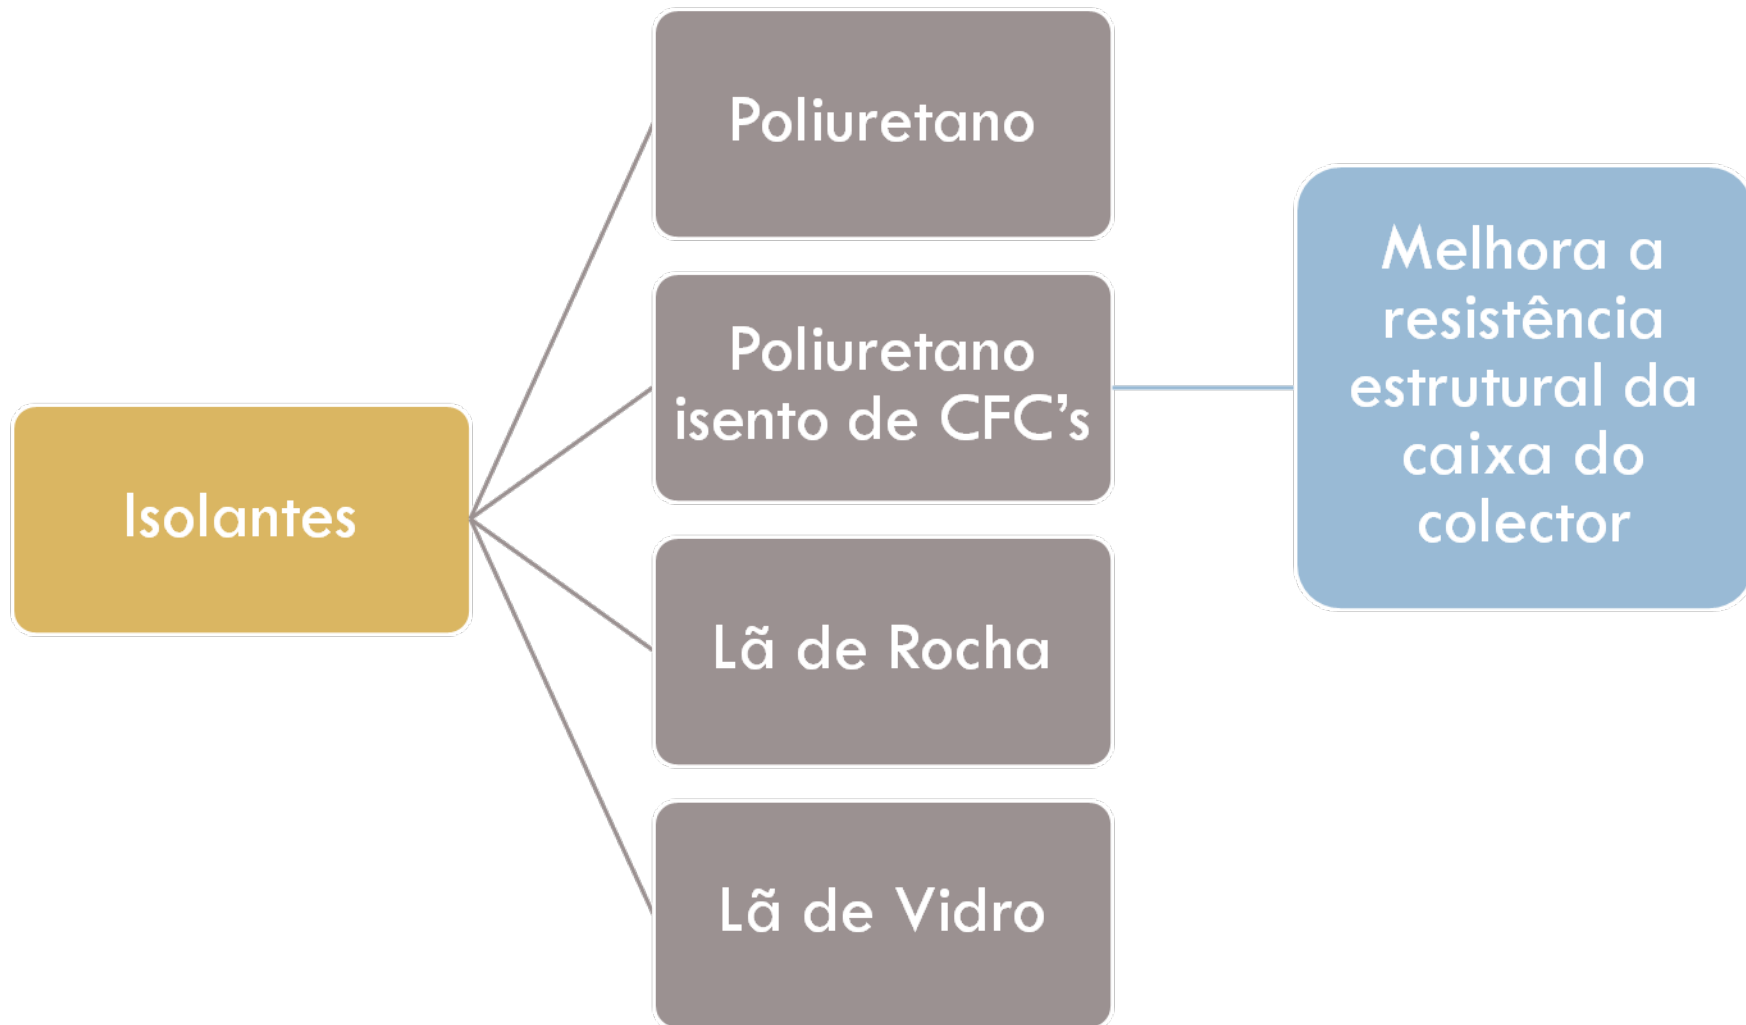 Isolantes
Poliuretano
Poliuretano
isento de CFC’s
Lã de Rocha
Lã de Vidro
Melhora a
resistência
estrutural da
caixa do
colector